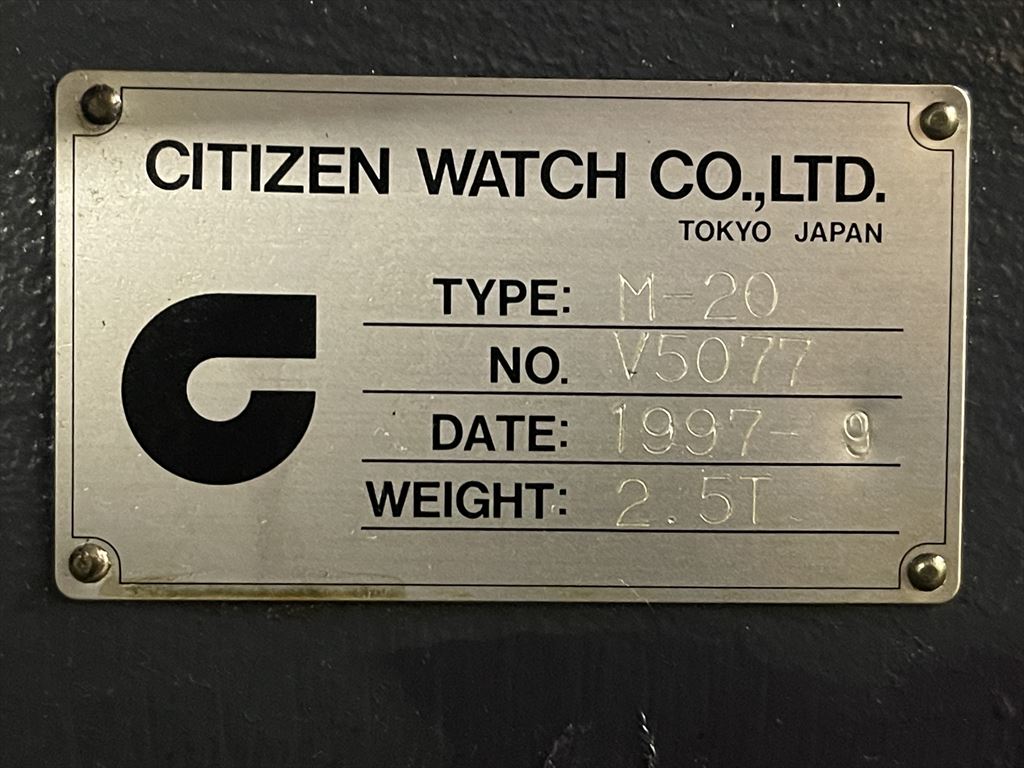 CITIZEN WATCH CO.,LTD.
TOKYO JAPAN
TYPE: M-20
NO. V5077
DATE: 1997- 9
WEIGHT: 2.5T